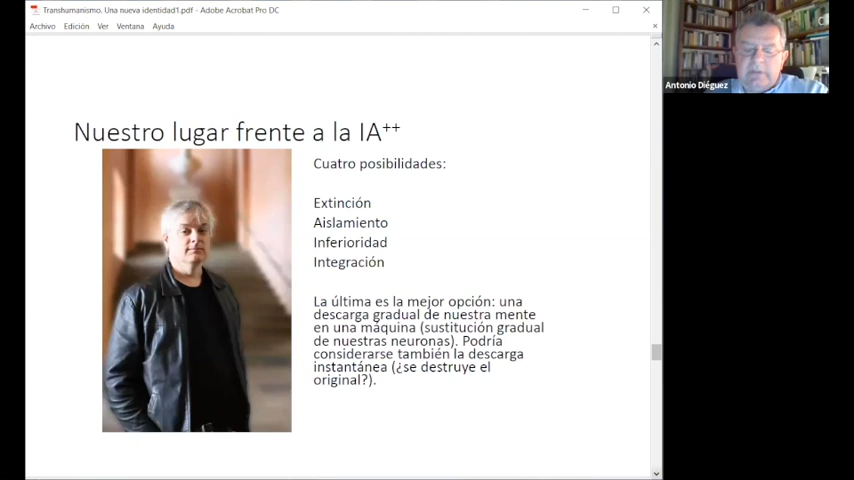 Transhumanismo. Una nueva identidad1.pdf - Adobe Acrobat Pro DC
Archivo Edición Ver Ventana Ayuda
Antonio Diéguez
Nuestro lugar frente a la IA++
Cuatro posibilidades:
Extinción
Aislamiento
Inferioridad
Integración
La última es la mejor opción: una
descarga gradual de nuestra mente
en una máquina (sustitución gradual
de nuestras neuronas). Podría
considerarse también la descarga
instantánea (¿se destruye el
original?).